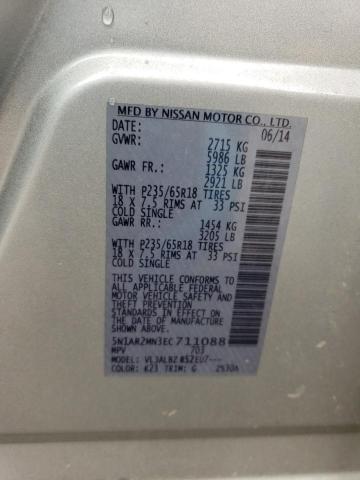 MFD BY NISSAN MOTOR CO., LTD.
DATE: 06/14
GVWR: 2715 KG
5986 LB
GAWR FR.: 1325 KG
2921 LB
WITH P235/65R18 TIRES
18 X 7.5 RIMS AT 33 PSI
COLD SINGLE
GAWR RR.: 1454 KG
3205 LB
WITH P235/65R18 TIRES
18 X 7.5 RIMS AT 33 PSI
COLD SINGLE
THIS VEHICLE CONFORMS
TO ALL APPLICABLE FEDERAL
MOTOR VEHICLE SAFETY
AND THEFT PREVENTION
STANDARDS IN EFFECT ON
THE DATE OF MANUFACTURE
SHOWN ABOVE.
5N1AR2MN3EC711088
MPV 703
MODEL:
COLOR: K23 TRIM: G